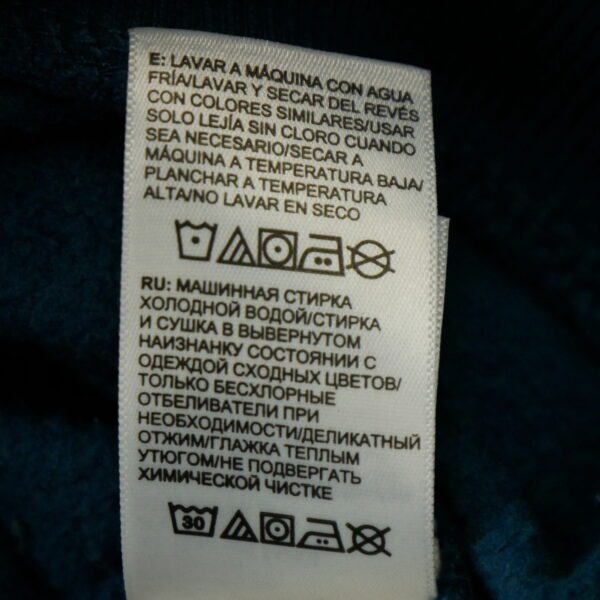 E: LAVAR A MÁQUINA CON AGUA
FRÍA/LAVAR Y SECAR DEL REVÉS
CON COLORES SIMILARES/USAR
SOLO LEJÍA SIN CLORO CUANDO
SEA NECESARIO/SECAR A
MÁQUINA A TEMPERATURA BAJA/
PLANCHAR A TEMPERATURA
ALTA/NO LAVAR EN SECO
RU: МАШИННАЯ СТИРКА
ХОЛОДНОЙ ВОДОЙ/СТИРКА
И СУШКА В ВЫВЕРНУТОМ
НАИЗНАНКУ СОСТОЯНИИ С
ОДЕЖДОЙ СХОДНЫХ ЦВЕТОВ/
ТОЛЬКО БЕСХЛОРНЫЕ
ОТБЕЛИВАТЕЛИ ПРИ
НЕОБХОДИМОСТИ/ДЕЛИКАТНЫЙ
ОТЖИМ/ГЛАЖКА ТЕПЛЫМ
УТЮГОМ/НЕ ПОДВЕРГАТЬ
ХИМИЧЕСКОЙ ЧИСТКЕ
30